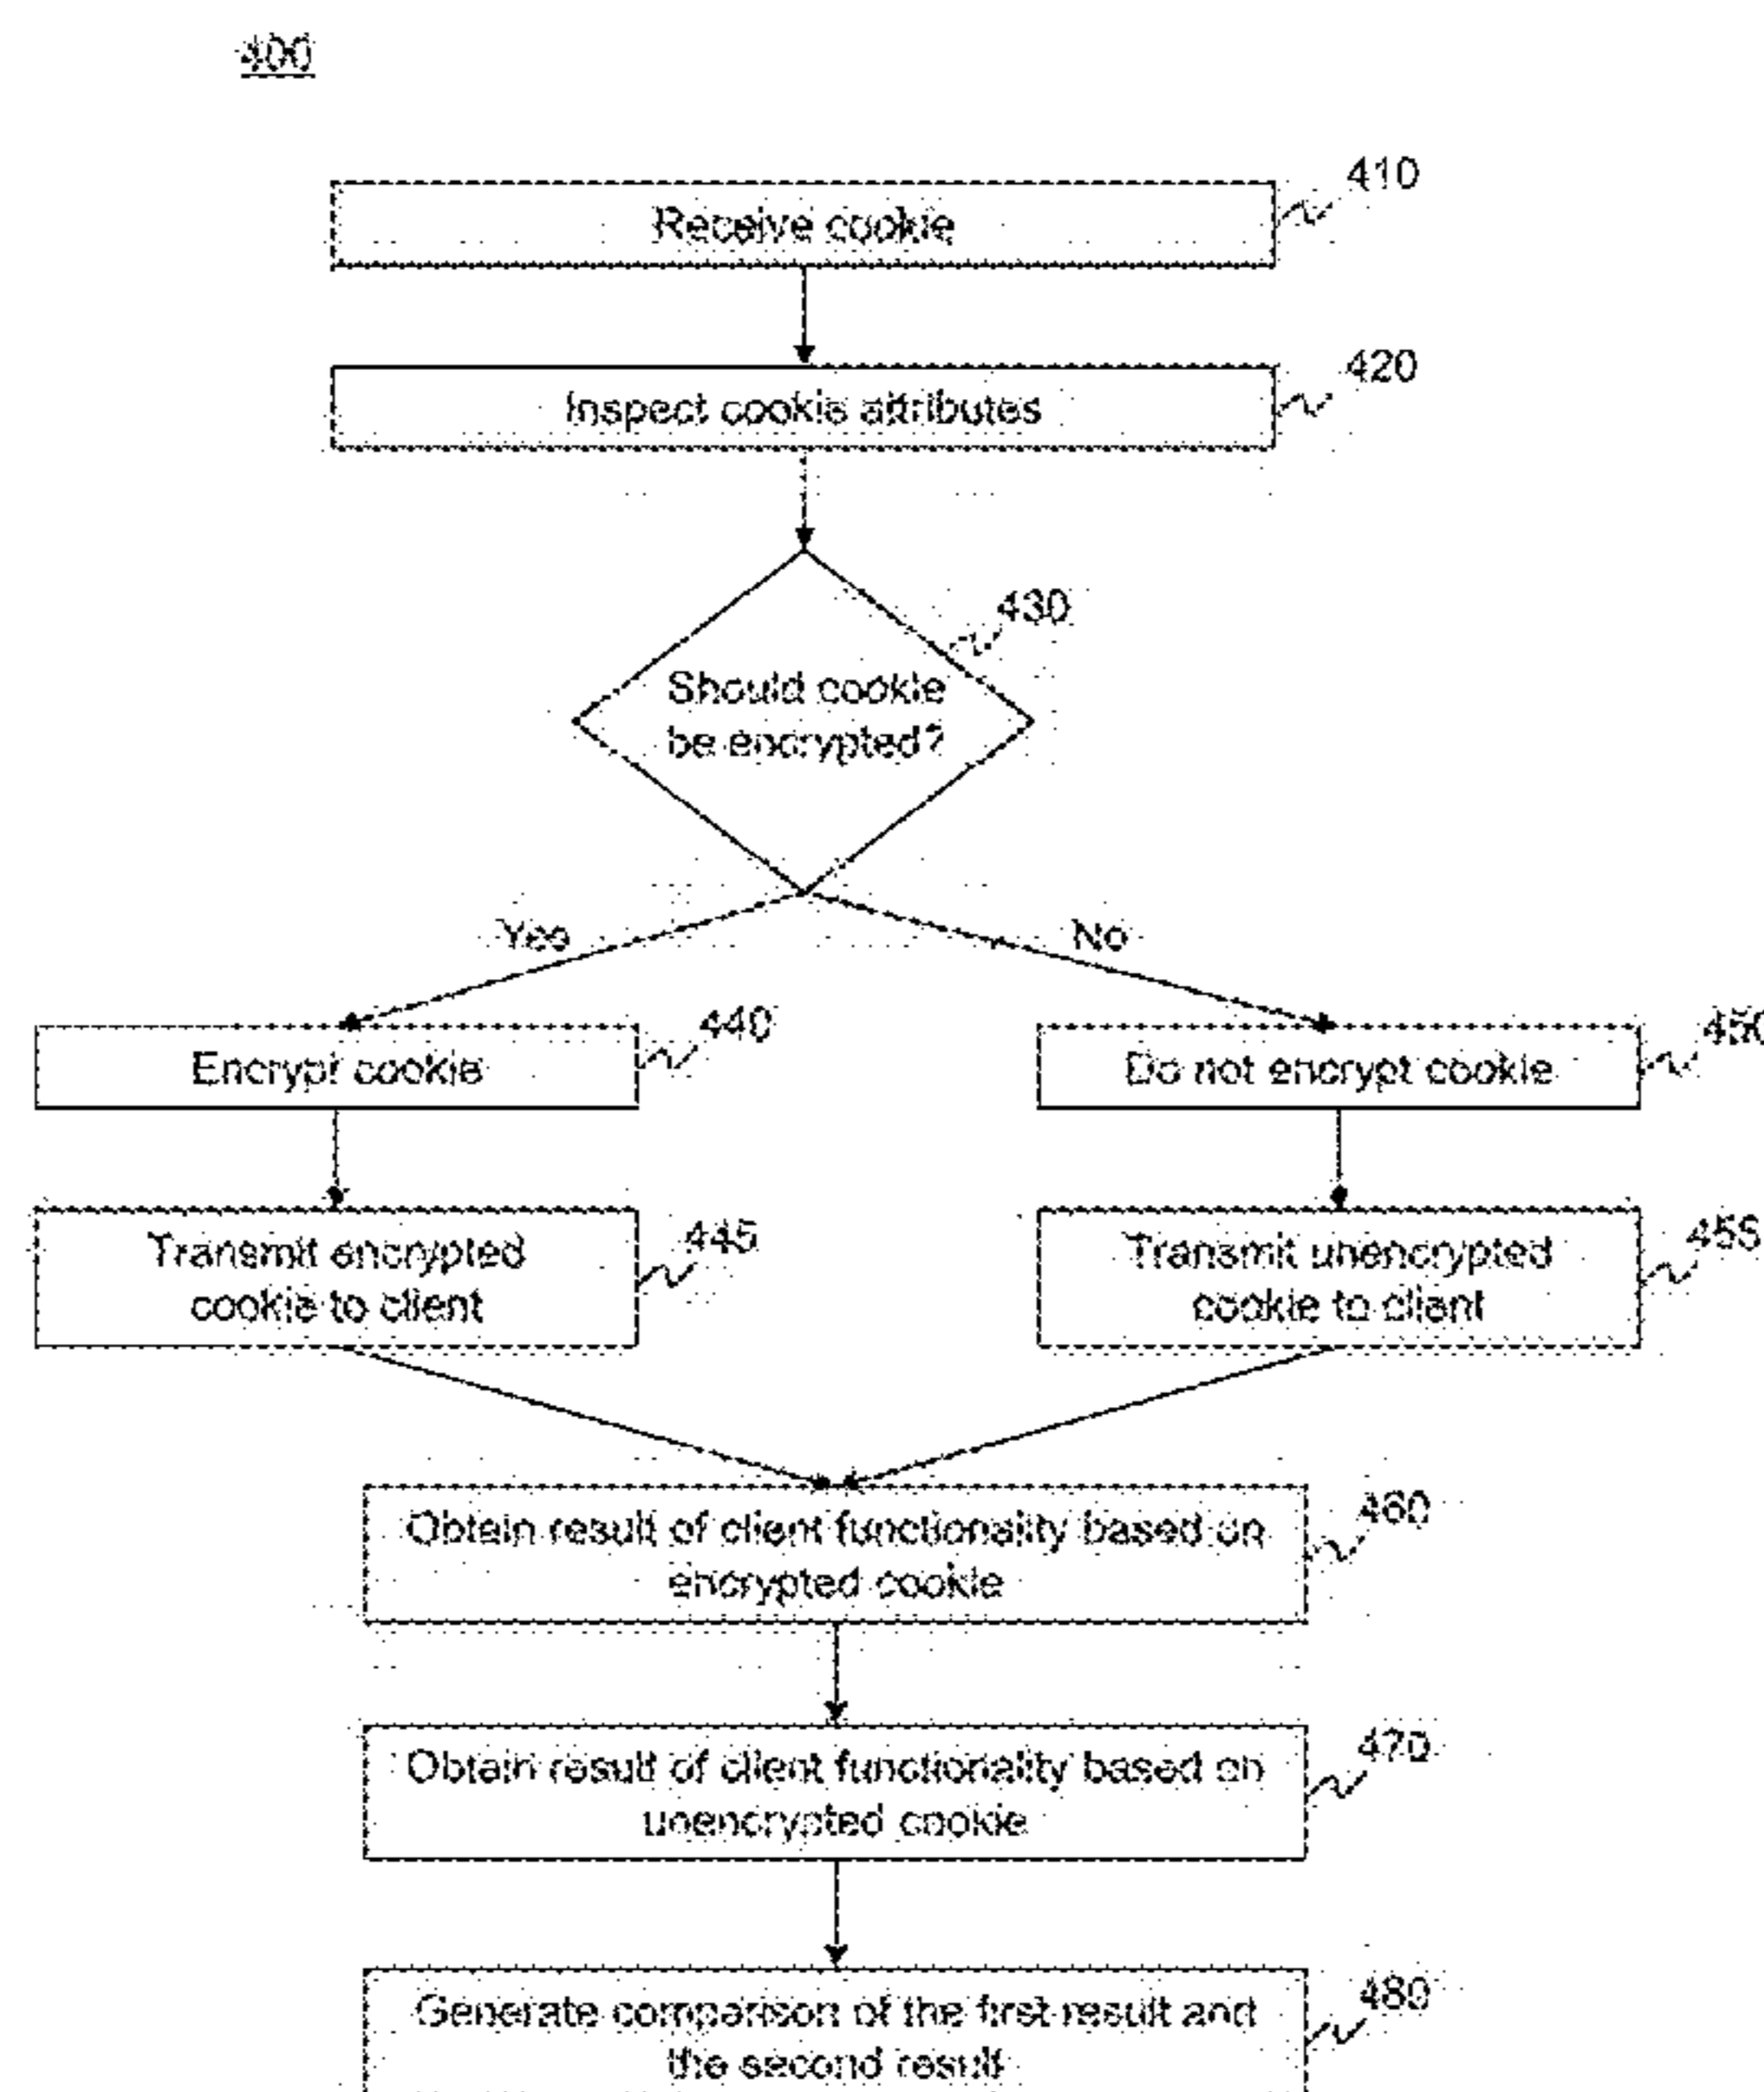 400
Receive cookie
410
Inspect cookie attributes
420
430
Should cookie
be encrypted?
Yes
No
Encrypt cookie
440
Do not encrypt cookie
450
Transmit encrypted
cookie to client
445
Transmit unencrypted
cookie to client
455
Obtain result of client functionality based on
encrypted cookie
460
Obtain result of client functionality based on
unencrypted cookie
470
Generate comparison of the first result and
the second result
480